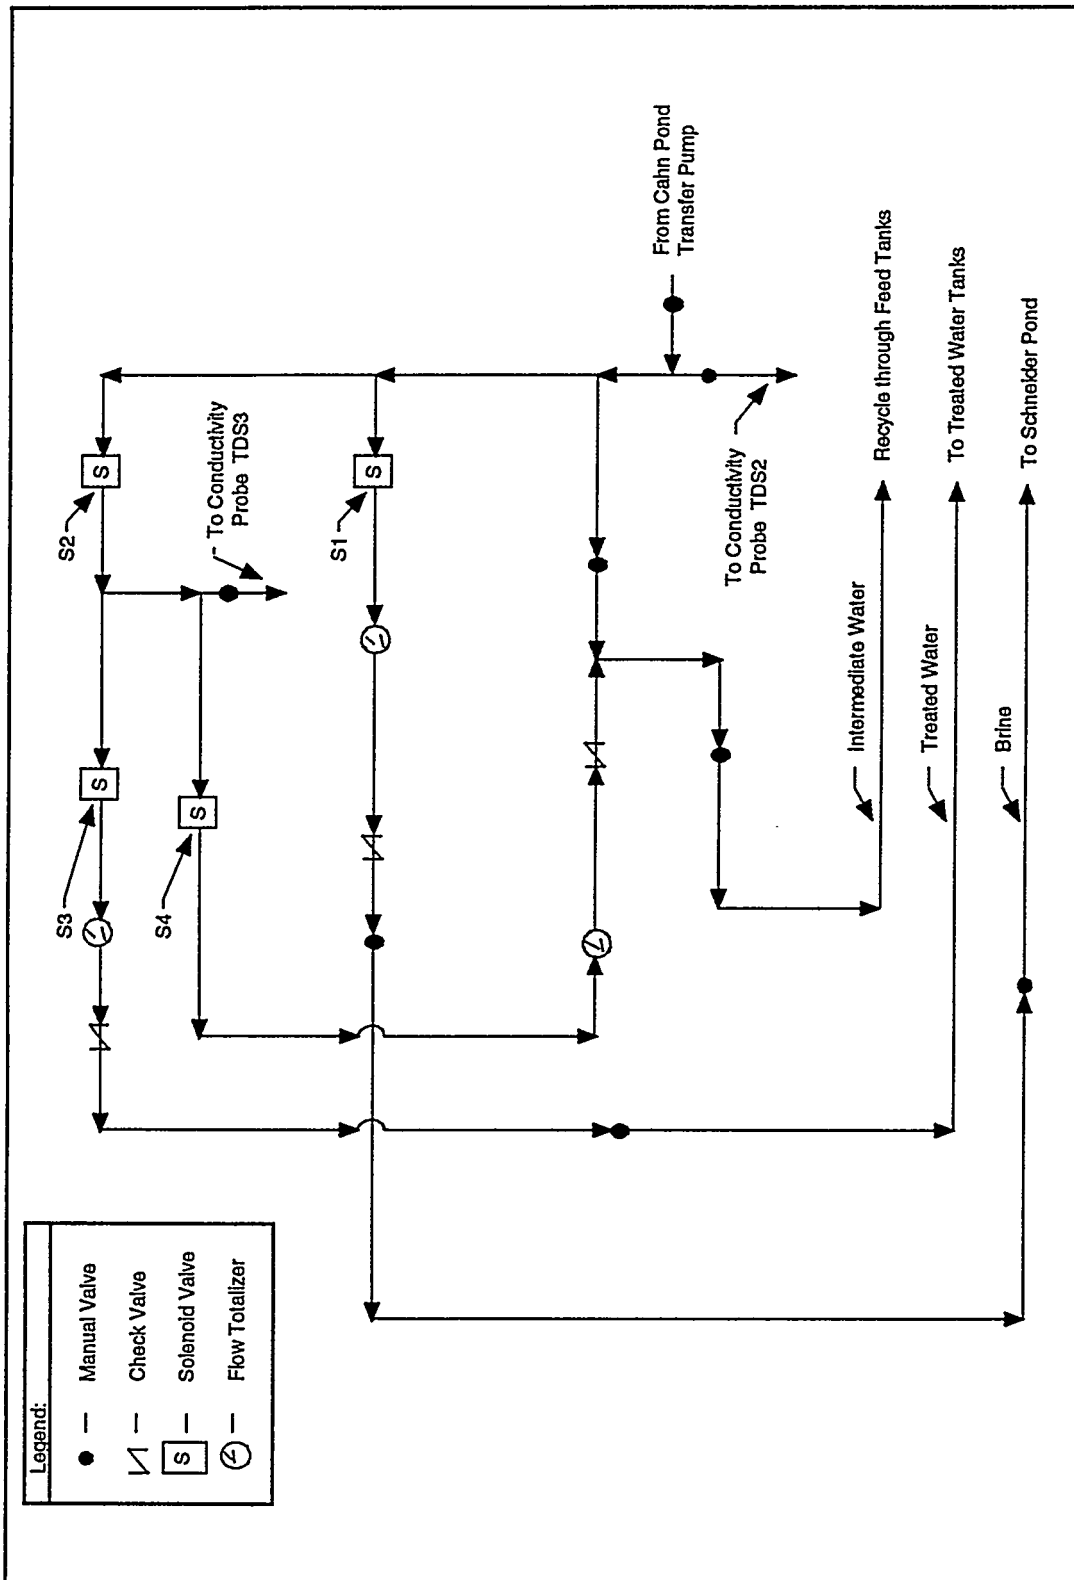 Legend:
Manual Valve
Check Valve
S
Solenoid Valve
Flow Totalizer
S3
S
S2
S
S4
S
To Conductivity
Probe TDS3
S1
S
To Conductivity
Probe TDS2
From Cahn Pond
Transfer Pump
Intermediate Water
Recycle through Feed Tanks
Treated Water
To Treated Water Tanks
Brine
To Schneider Pond